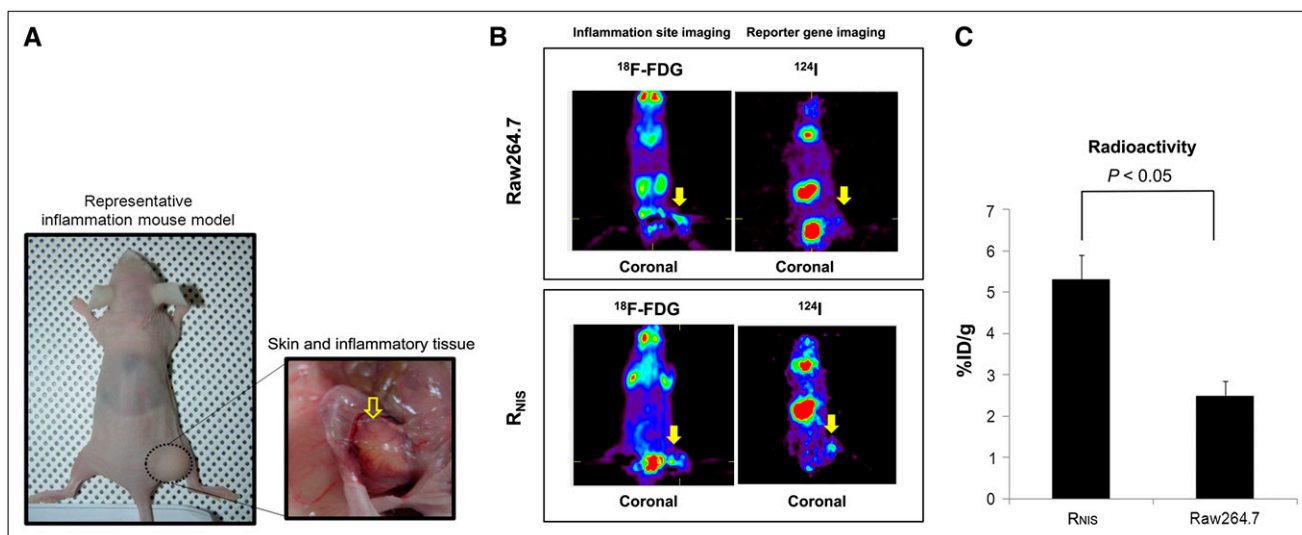 A
Representative
inflammation mouse model
Skin and inflammatory tissue
B
Inflammation site imaging
Reporter gene imaging
Raw264.7
¹⁸F-FDG
¹²⁴I
Coronal
Coronal
RNIS
¹⁸F-FDG
¹²⁴I
Coronal
Coronal
C
Radioactivity
P < 0.05
%ID/g
7
6
5
4
3
2
1
0
RNIS
Raw264.7